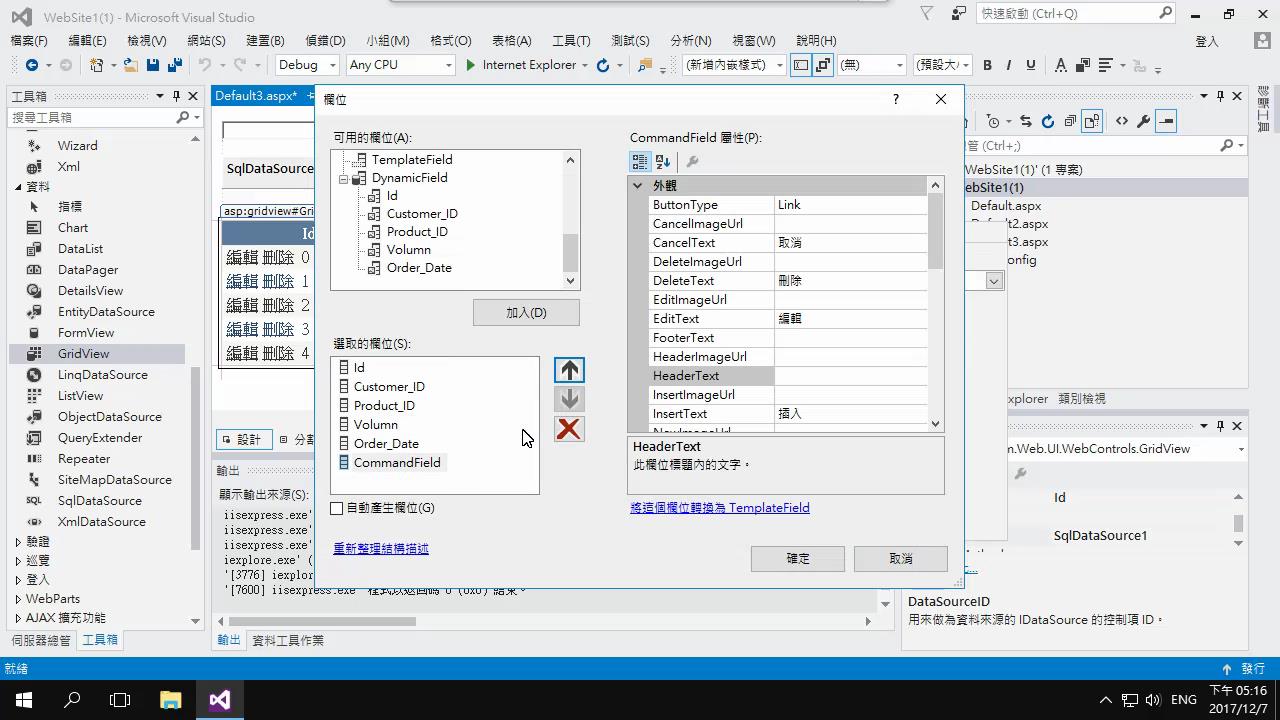 WebSite1(1) - Microsoft Visual Studio
快速啟動 (Ctrl+Q)
檔案(F) 編輯(E) 檢視(V) 網站(S) 建置(B) 偵錯(D) 小組(M) 格式(O) 表格(A) 工具(T) 測試(S) 分析(N) 視窗(W) 說明(H)
登入
Debug Any CPU Internet Explorer (新增內嵌樣式) (無) (預設大 B I U A
工具箱
搜尋工具箱
Wizard
Xml
資料
指標
Chart
DataList
DataPager
DetailsView
EntityDataSource
FormView
GridView
LinqDataSource
ListView
ObjectDataSource
QueryExtender
Repeater
SiteMapDataSource
SqlDataSource
XmlDataSource
驗證
巡覽
登入
WebParts
AJAX 擴充功能
伺服器總管 工具箱
Default3.aspx*
SqlDataSource
asp:gridview#Gri
Id
編輯 刪除 0
編輯 刪除 1
編輯 刪除 2
編輯 刪除 3
編輯 刪除 4
設計
輸出
顯示輸出來源(S):
iisexpress.exe'
iisexpress.exe'
iisexpress.exe'
iexplore.exe' (
'[3776] iexplor
輸出 資料工具作業
欄位
?
可用的欄位(A):
TemplateField
DynamicField
Id
Customer_ID
Product_ID
Volumn
Order_Date
加入(D)
選取的欄位(S):
Id
Customer_ID
Product_ID
Volumn
Order_Date
CommandField
自動產生欄位(G)
重新整理結構描述
CommandField 屬性(P):
外觀
ButtonType Link
CancelImageUrl
CancelText 取消
DeleteImageUrl
DeleteText 刪除
EditImageUrl
EditText 編輯
FooterText
HeaderImageUrl
HeaderText
InsertImageUrl
InsertText 插入
NewImageUrl
HeaderText
此欄位標題內的文字。
將這個欄位轉換為 TemplateField
確定
取消
管 (Ctrl+;)
WebSite1(1)' (1 專案)
ebSite1(1)
Default.aspx
Default2.aspx
t3.aspx
onfig
xplorer 類別檢視
m.Web.UI.WebControls.GridView
Id
SqlDataSource1
DataSourceID
用來做為資料來源的 IDataSource 的控制項 ID。
就緒
發行
ENG
下午 05:16
2017/12/7